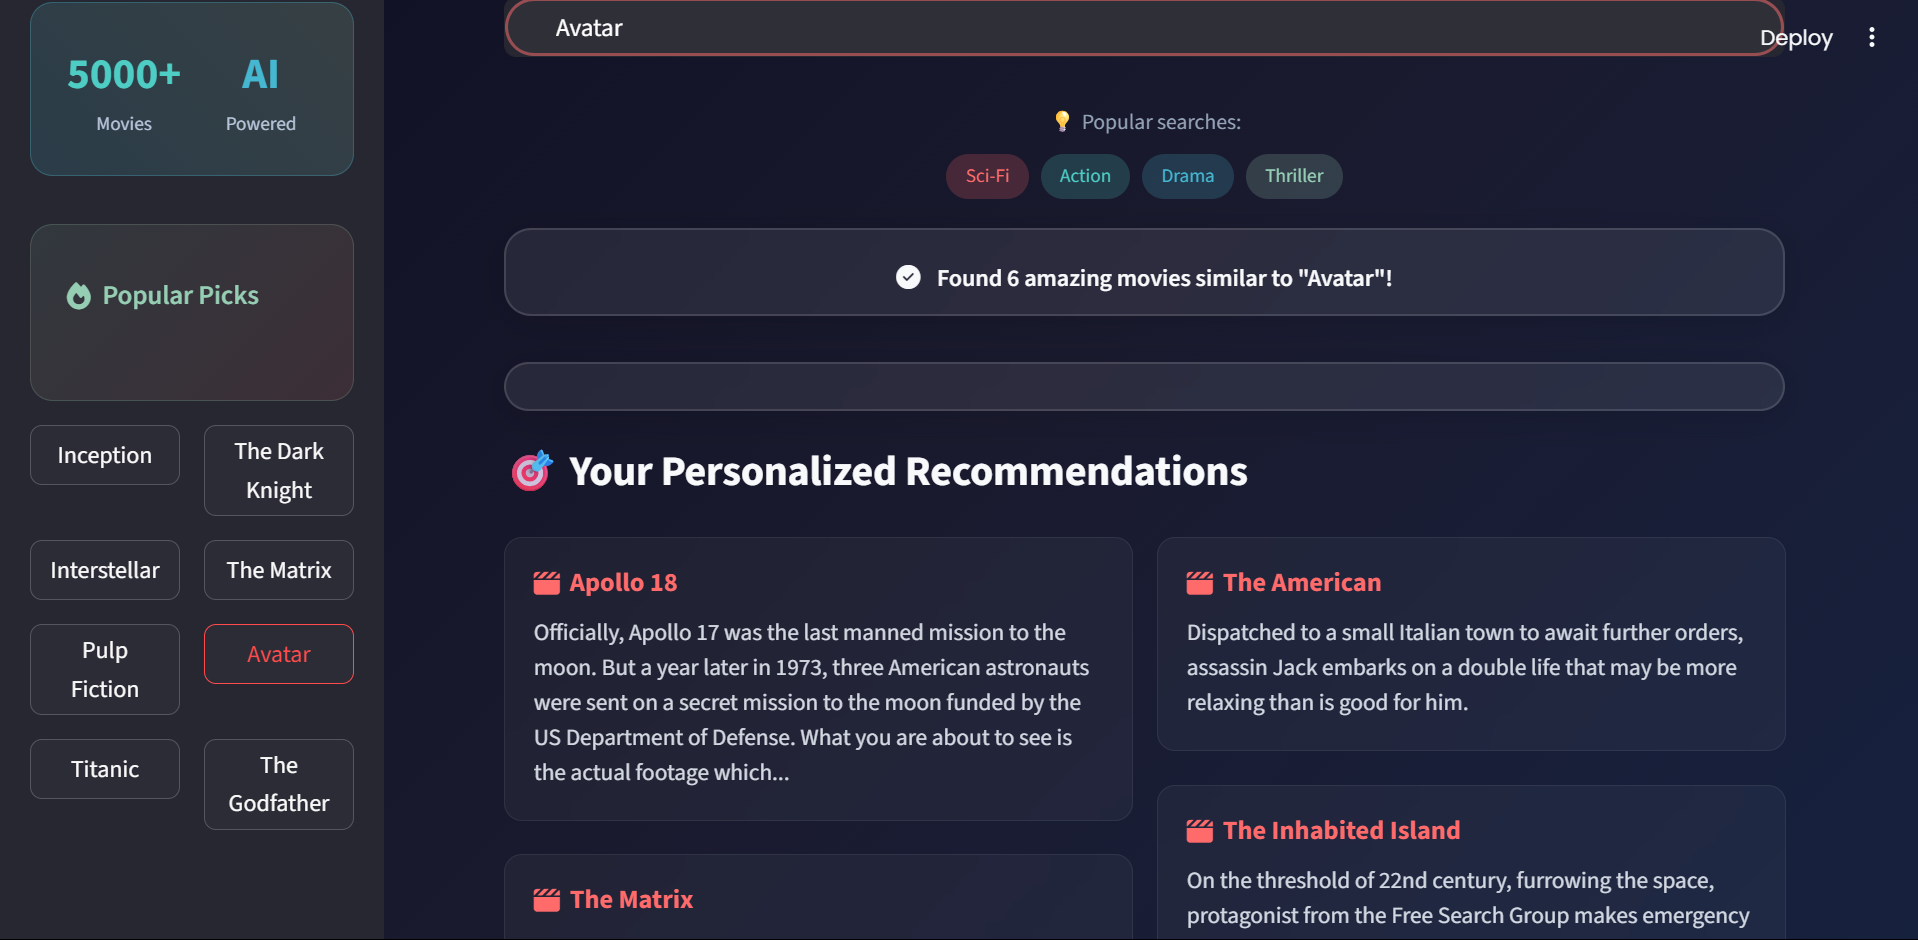 5000+
Movies
AI
Powered
Popular Picks
Inception
The Dark
Knight
Interstellar
The Matrix
Pulp
Fiction
Avatar
Titanic
The
Godfather
Avatar
Deploy
Popular searches:
Sci-Fi
Action
Drama
Thriller
Found 6 amazing movies similar to "Avatar"!
Your Personalized Recommendations
Apollo 18
Officially, Apollo 17 was the last manned mission to the
moon. But a year later in 1973, three American astronauts
were sent on a secret mission to the moon funded by the
US Department of Defense. What you are about to see is
the actual footage which...
The Matrix
The American
Dispatched to a small Italian town to await further orders,
assassin Jack embarks on a double life that may be more
relaxing than is good for him.
The Inhabited Island
On the threshold of 22nd century, furrowing the space,
protagonist from the Free Search Group makes emergency